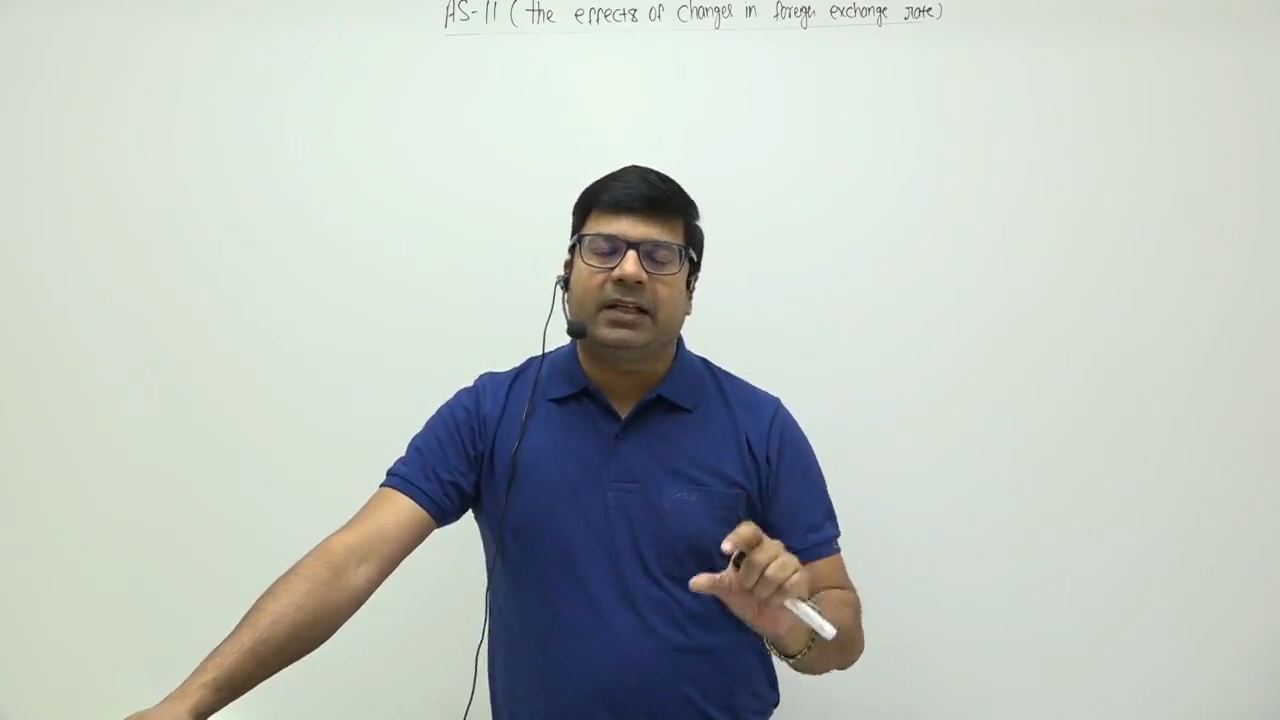 AS-11 (the effects of changes in foreign exchange rate)